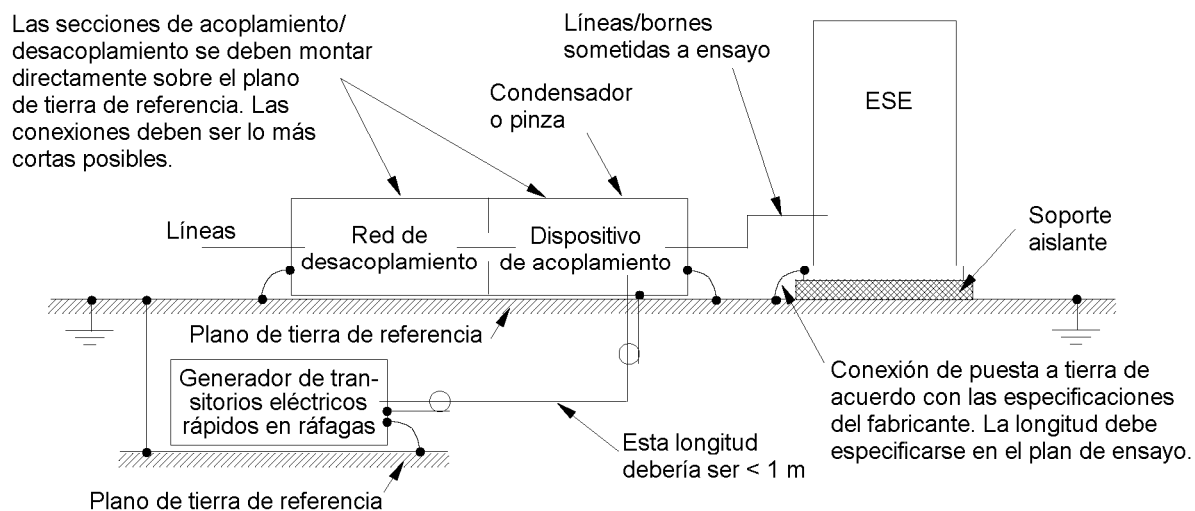 Las secciones de acoplamiento/
desacoplamiento se deben montar
directamente sobre el plano
de tierra de referencia. Las
conexiones deben ser lo más
cortas posibles.
Líneas/bornes
sometidas a ensayo
Condensador
o pinza
ESE
Líneas
Red de
desacoplamiento
Dispositivo
de acoplamiento
Soporte
aislante
Plano de tierra de referencia
Generador de tran-
sitorios eléctricos
rápidos en ráfagas
Esta longitud
debería ser < 1 m
Conexión de puesta a tierra de
acuerdo con las especificaciones
del fabricante. La longitud debe
especificarse en el plan de ensayo.
Plano de tierra de referencia